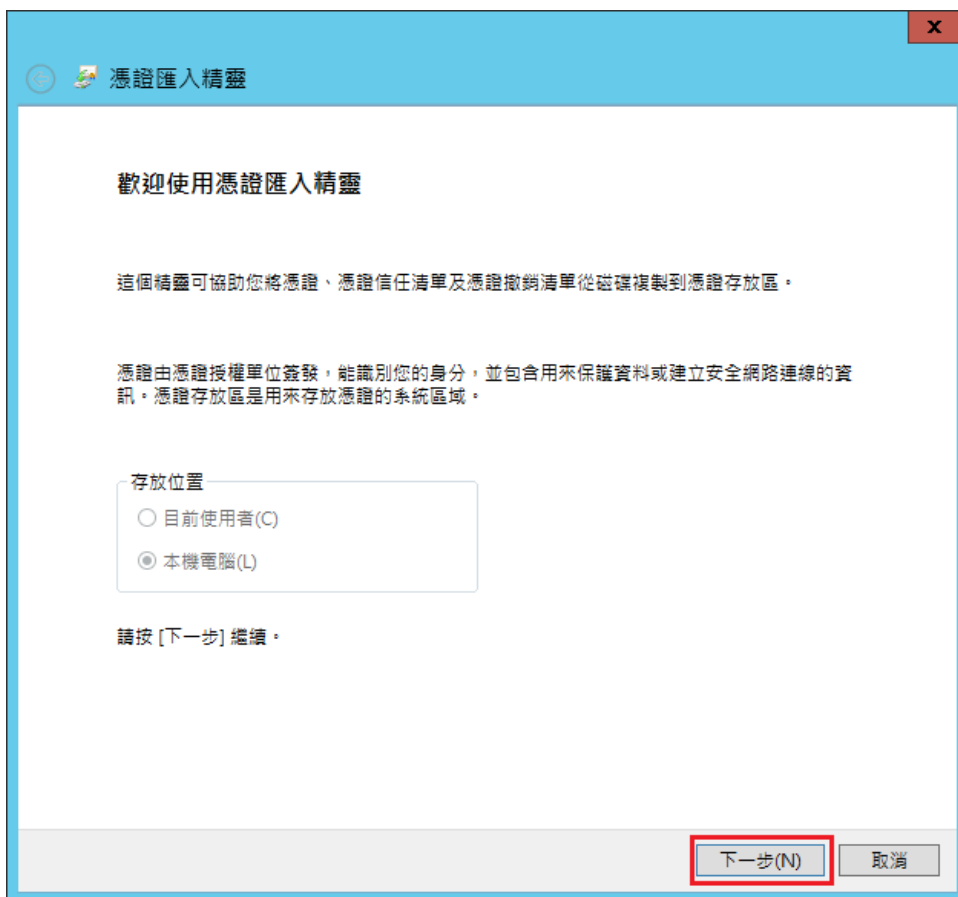 X
憑證匯入精靈
歡迎使用憑證匯入精靈
這個精靈可協助您將憑證、憑證信任清單及憑證撤銷清單從磁碟複製到憑證存放區。
憑證由憑證授權單位簽發，能識別您的身分，並包含用來保護資料或建立安全網路連線的資
訊。憑證存放區是用來存放憑證的系統區域。
存放位置
目前使用者(C)
本機電腦(L)
請按 [下一步] 繼續。
下一步(N)
取消